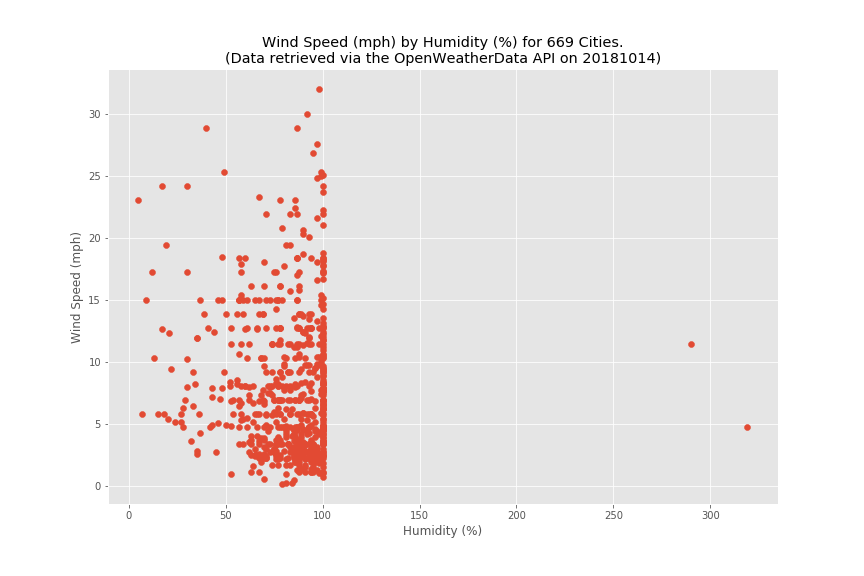 Wind Speed (mph) by Humidity (%) for 669 Cities.
(Data retrieved via the OpenWeatherData API on 20181014)
Wind Speed (mph)
30
25
20
15
10
5
0
0 50 100 150 200 250 300
Humidity (%)